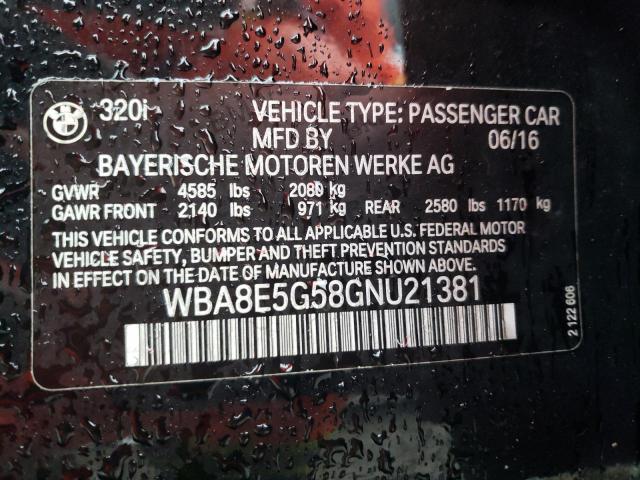 320i VEHICLE TYPE: PASSENGER CAR
MFD BY 06/16
BAYERISCHE MOTOREN WERKE AG
GVWR 4585 lbs 2080 kg
GAWR FRONT 2140 lbs 971 kg REAR 2580 lbs 1170 kg
THIS VEHICLE CONFORMS TO ALL APPLICABLE U.S. FEDERAL MOTOR
VEHICLE SAFETY, BUMPER AND THEFT PREVENTION STANDARDS
IN EFFECT ON THE DATE OF MANUFACTURE SHOWN ABOVE.
WBA8E5G58GNU21381
2 122 606